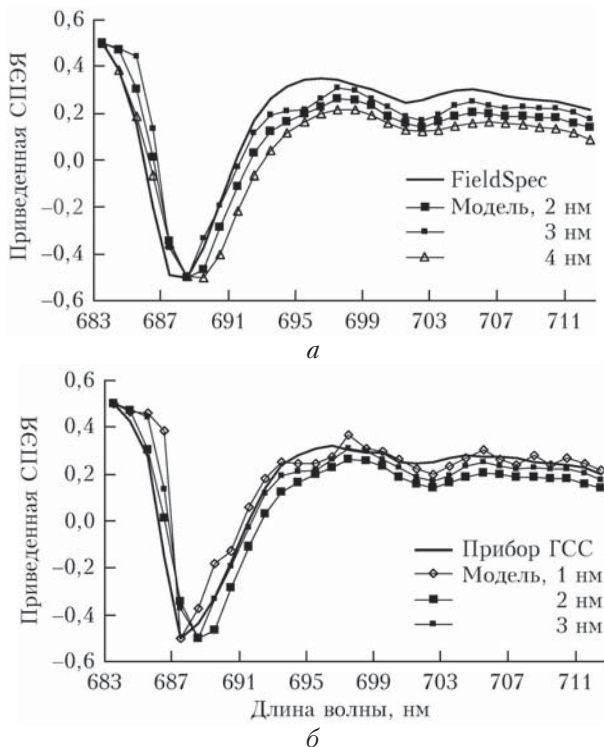 Приведенная СПЭЯ
0,6
0,4
0,2
0,0
−0,2
−0,4
−0,6
FieldSpec
Модель, 2 нм
3 нм
4 нм
683 687 691 695 699 703 707 711
а
Приведенная СПЭЯ
0,6
0,4
0,2
0,0
−0,2
−0,4
−0,6
Прибор ГСС
Модель, 1 нм
2 нм
3 нм
683 687 691 695 699 703 707 711
Длина волны, нм
б